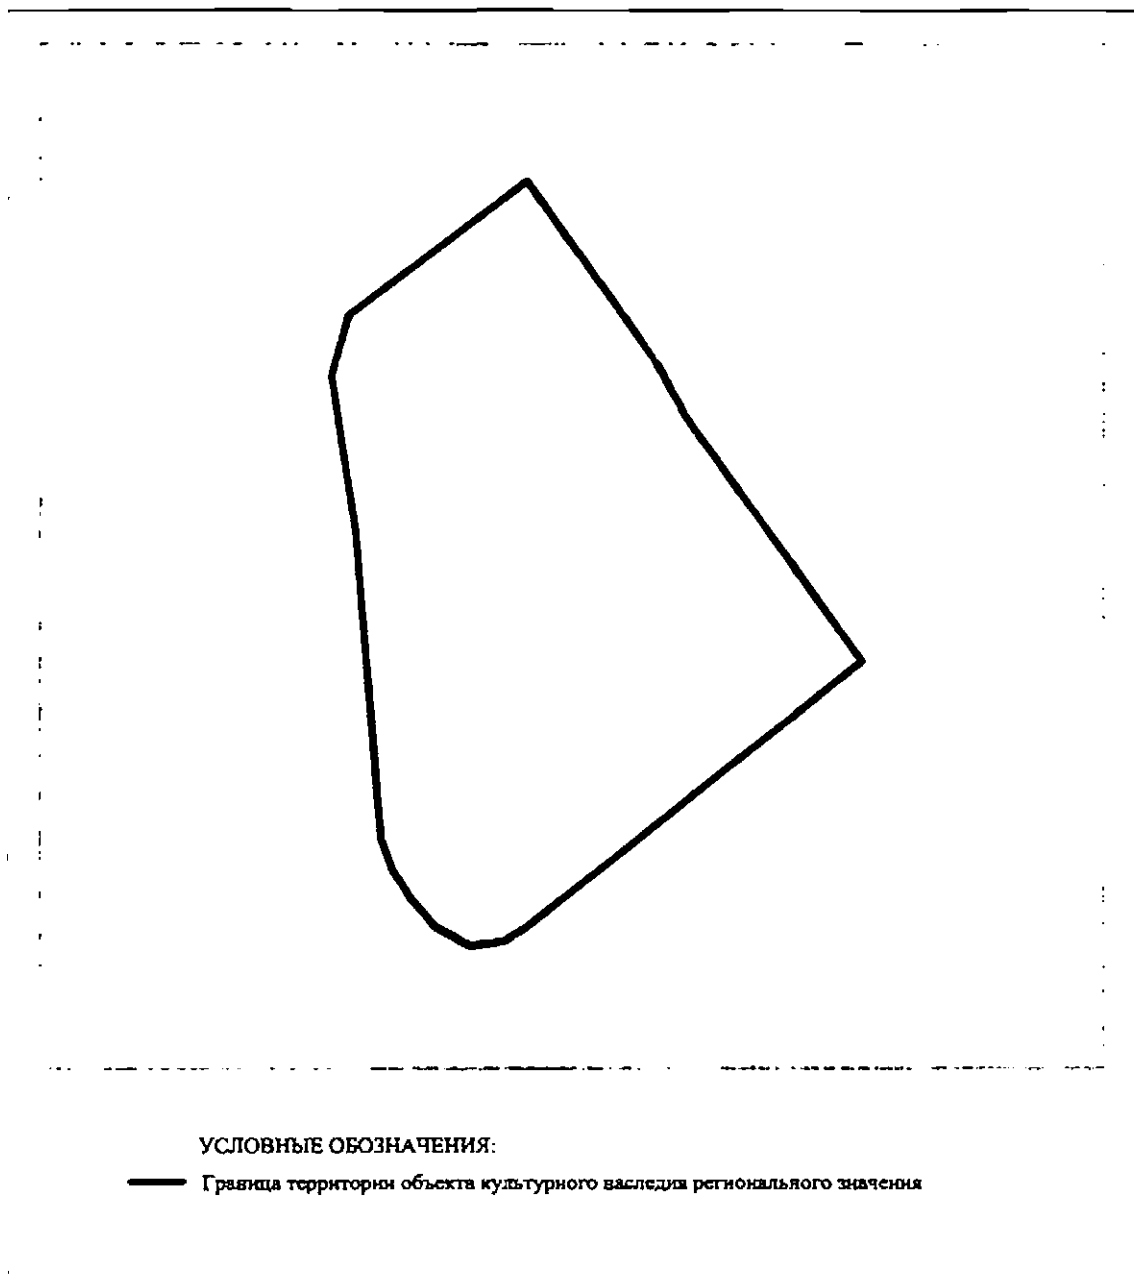 УСЛОВНЫЕ ОБОЗНАЧЕНИЯ:
Граница территории объекта культурного наследия регионального значения